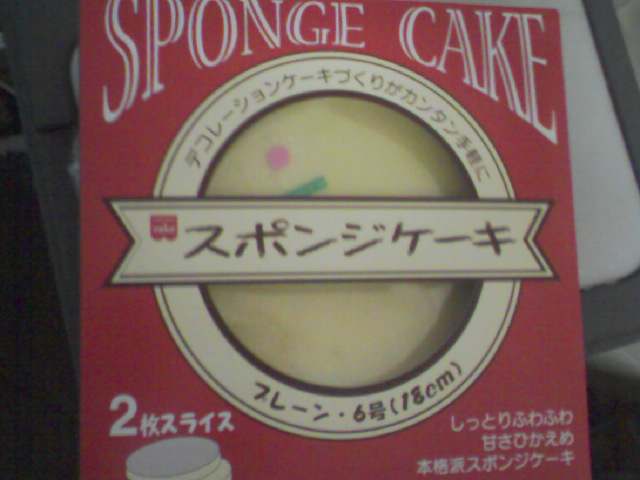 SPONGE CAKE
デコレーションケーキづくりがカンタン手軽に
スポンジケーキ
プレーン・6号(18cm)
2枚スライス
しっとりふわふわ
甘さひかえめ
本格派スポンジケーキ